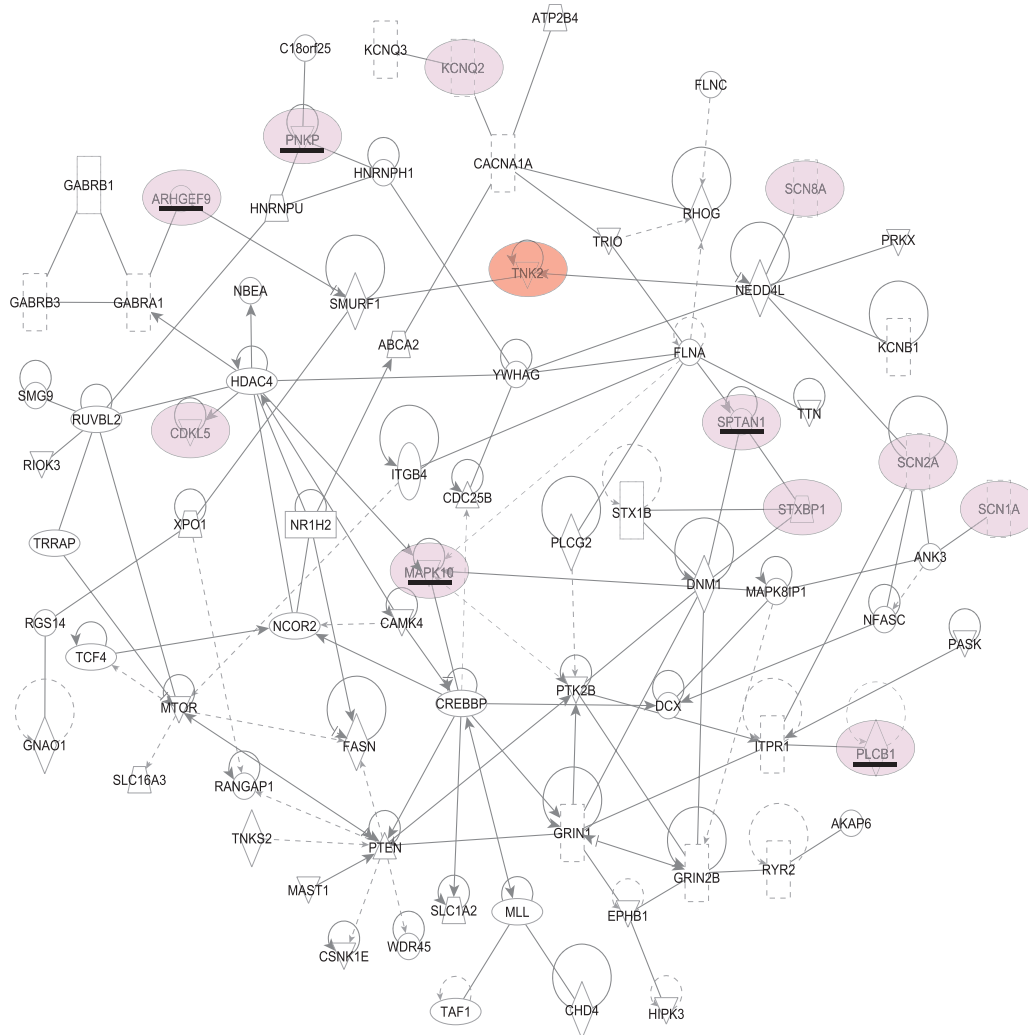 ATP2B4
C18orf25
KCNQ3
KCNQ2
FLNC
PNKP
CACNA1A
HNRNPH1
GABRB1
ARHGEF9
SCN8A
HNRNPU
RHOG
TRIO
PRKX
TNK2
NBEA
NEDD4L
GABRB3
GABRA1
SMURF1
ABCA2
KCNB1
FLNA
YWHAG
HDAC4
SMG9
RUVBL2
TTN
SPTAN1
CDKL5
SCN2A
RIOK3
ITGB4
CDC25B
STX1B
STXBP1
SCN1A
XPO1
NR1H2
TRRAP
PLCG2
ANK3
MAPK10
DNM1
MAPK8IP1
RGS14
NCOR2
CAMK4
NFASC
PASK
TCF4
PTK2B
MTOR
CREBBP
DCX
GNAO1
FASN
ITPR1
PLCB1
SLC16A3
RANGAP1
AKAP6
TNKS2
PTEN
GRIN1
RYR2
GRIN2B
MAST1
SLC1A2
MLL
EPHB1
WDR45
CSNK1E
TAF1
CHD4
HIPK3